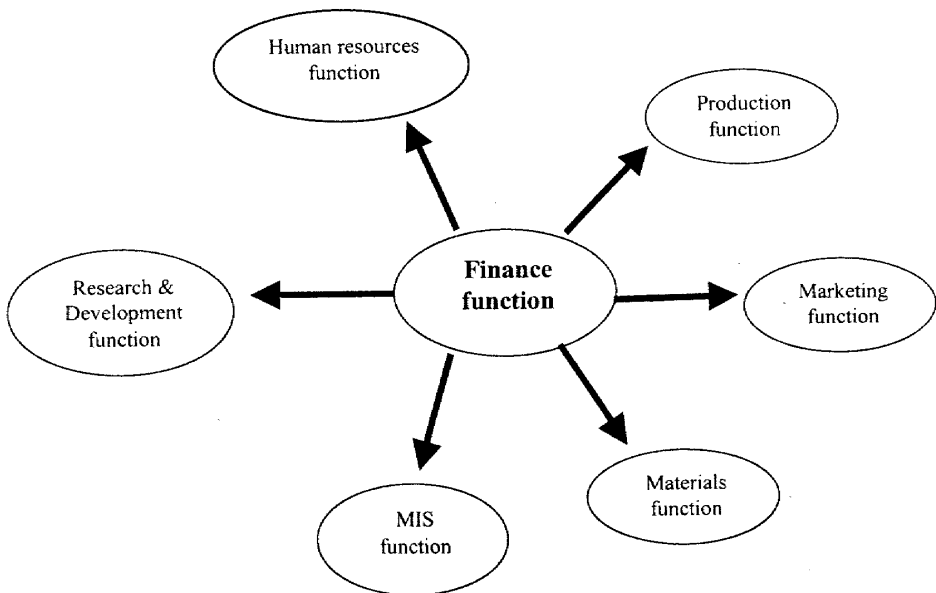 Human resources
function
Production
function
Finance
function
Research &
Development
function
Marketing
function
Materials
function
MIS
function